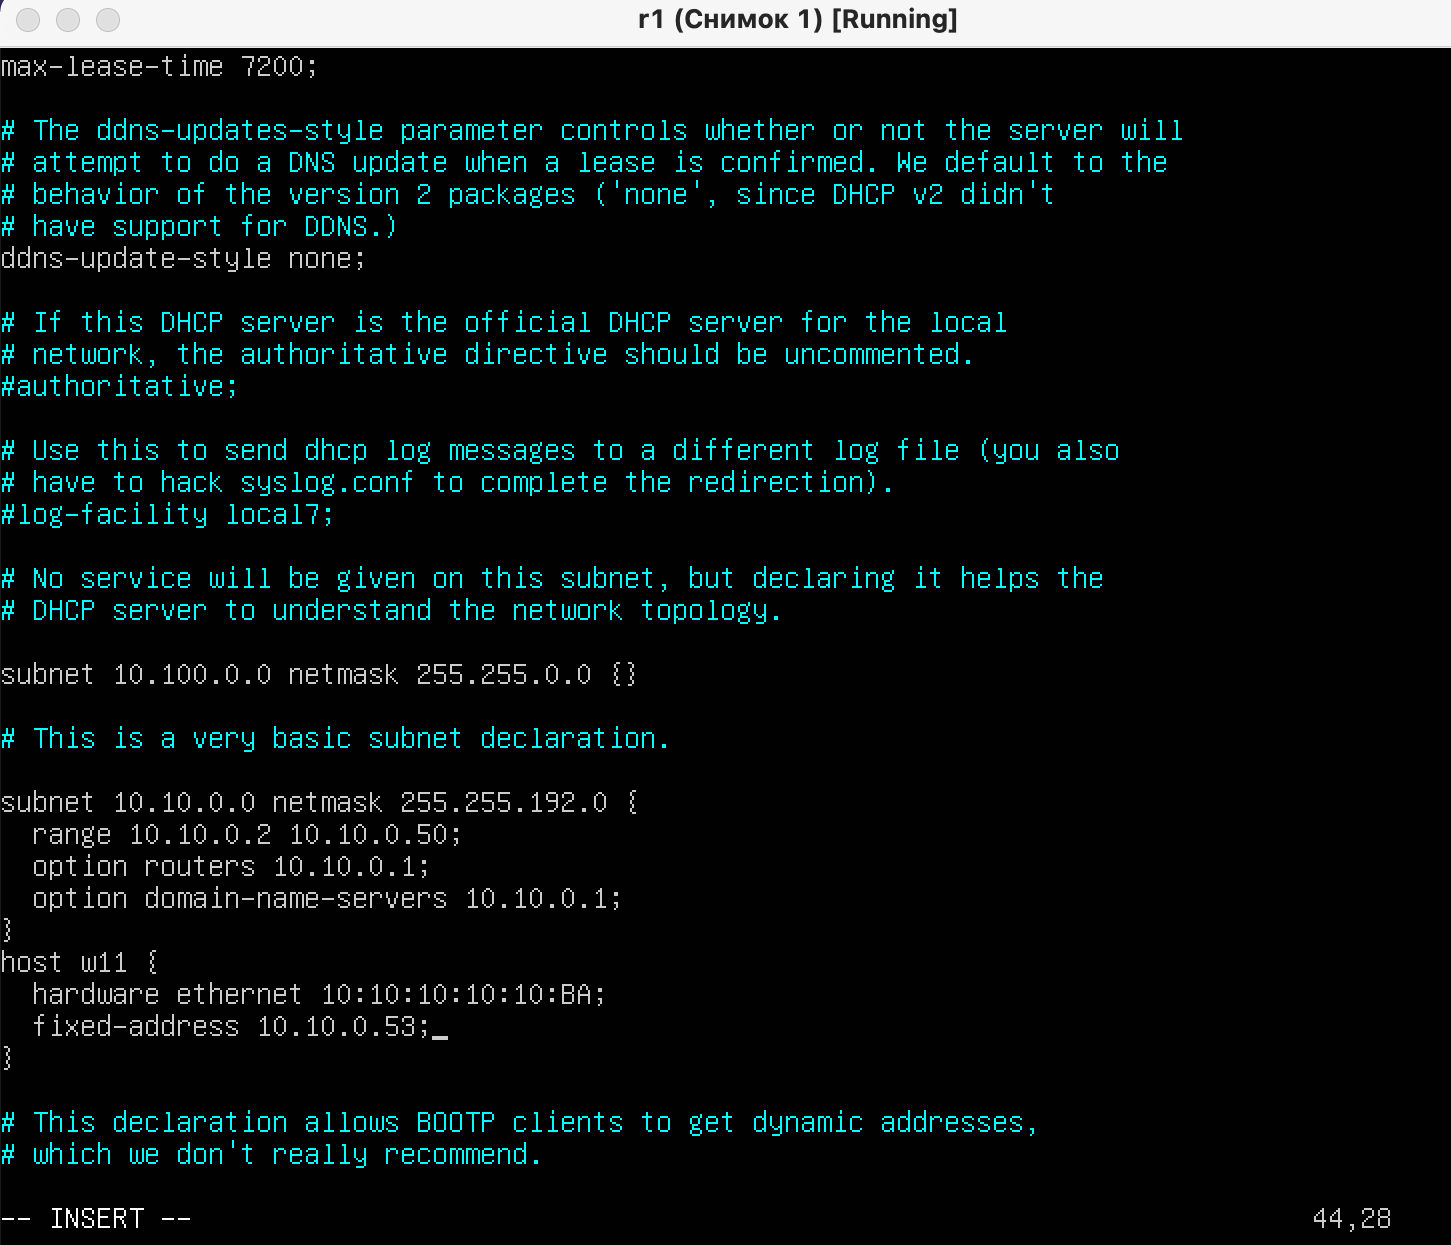 r1 (Снимок 1) [Running]
max-lease-time 7200;
# The ddns-updates-style parameter controls whether or not the server will
# attempt to do a DNS update when a lease is confirmed. We default to the
# behavior of the version 2 packages ('none', since DHCP v2 didn't
# have support for DDNS.)
ddns-update-style none;
# If this DHCP server is the official DHCP server for the local
# network, the authoritative directive should be uncommented.
#authoritative;
# Use this to send dhcp log messages to a different log file (you also
# have to hack syslog.conf to complete the redirection).
#log-facility local7;
# No service will be given on this subnet, but declaring it helps the
# DHCP server to understand the network topology.
subnet 10.100.0.0 netmask 255.255.0.0 {}
# This is a very basic subnet declaration.
subnet 10.10.0.0 netmask 255.255.192.0 {
  range 10.10.0.2 10.10.0.50;
  option routers 10.10.0.1;
  option domain-name-servers 10.10.0.1;
}
host w11 {
  hardware ethernet 10:10:10:10:10:BA;
  fixed-address 10.10.0.53;
}
# This declaration allows BOOTP clients to get dynamic addresses,
# which we don't really recommend.
-- INSERT -- 44,28